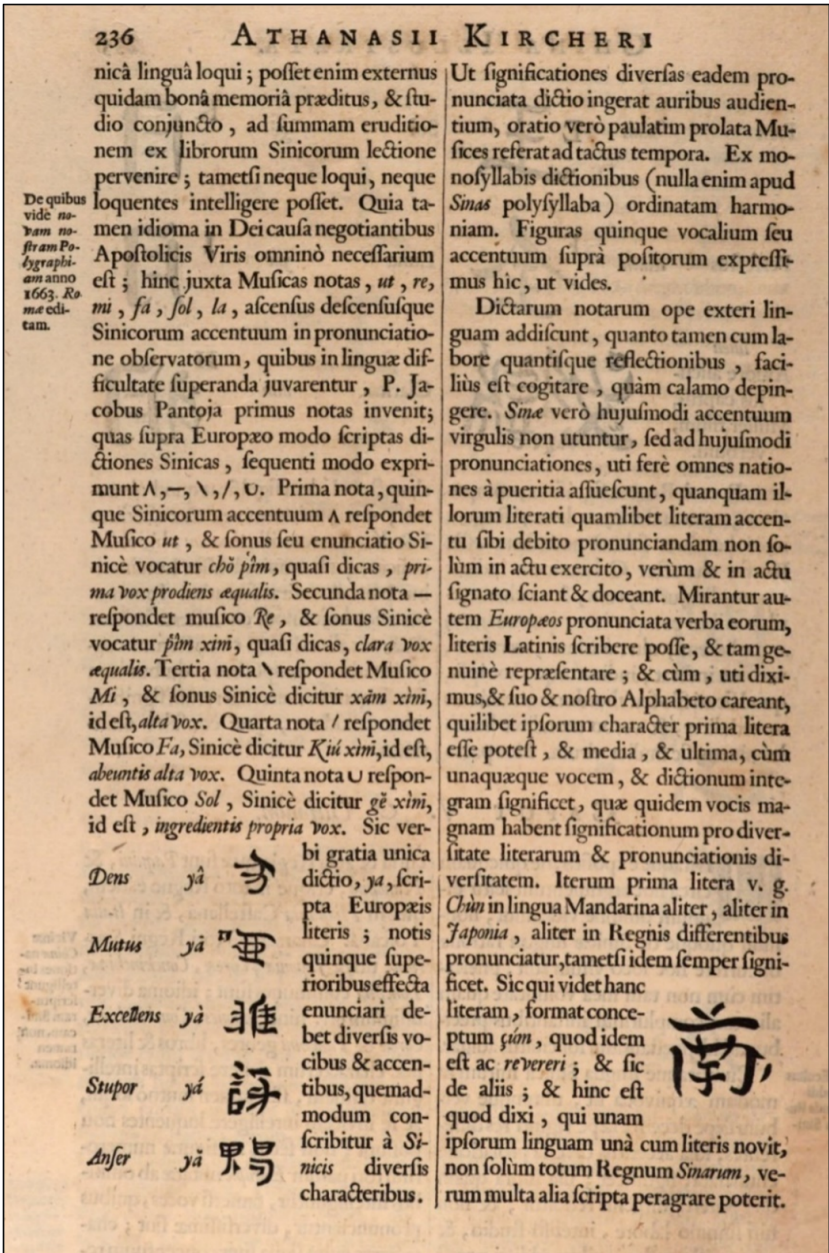 236 ATHANASII KIRCHERI
nicâ linguâ loqui; poſſet enim externus
quidam bonâ memoriâ præditus, & ſtu-
dio conjuncto, ad ſummam eruditio-
nem ex librorum Sinicorum lectione
pervenire; tametſi neque loqui, neque
loquentes intelligere poſſet. Quia ta-
men idioma in Dei cauſa negotiantibus
Apoſtolicis Viris omninò neceſſarium
eſt; hinc juxta Muſicas notas, ut, re,
mi, fa, ſol, la, aſcenſus deſcenſuſque
Sinicorum accentuum in pronunciatio-
ne obſervatorum, quibus in linguæ dif-
ficultate ſuperanda juvarentur, P. Ja-
cobus Pantoja primus notas invenit;
quas ſupra Europæo modo ſcriptas di-
ctiones Sinicas, ſequenti modo expri-
munt ʌ, –, \, /, ∪. Prima nota, quin-
que Sinicorum accentuum ʌ reſpondet
Muſico ut, & ſonus ſeu enunciatio Si-
nicè vocatur chŏ pîm, quaſi dicas, pri-
ma vox prodiens æqualis. Secunda nota —
reſpondet muſico Re, & ſonus Sinicè
vocatur pîm xim̄, quaſi dicas, clara vox
æqualis. Tertia nota \ reſpondet Muſico
Mi, & ſonus Sinicè dicitur xàm xim̄,
id eſt, alta vox. Quarta nota / reſpondet
Muſico Fa, Sinicè dicitur Kiú xim̄, id eſt,
abeuntis alta vox. Quinta nota ∪ reſpon-
det Muſico Sol, Sinicè dicitur gĕ xim̄,
id eſt, ingredientis propria vox. Sic ver-
bi gratia unica
dictio, ya, ſcri-
pta Europæis
literis; notis
quinque ſupe-
rioribus effecta
enunciari de-
bet diverſis vo-
cibus & accen-
tibus, quemad-
modum con-
ſcribitur à Si-
nicis diverſis
characteribus.
De quibus
vide no-
vam no-
ſtram Po-
lygraphi-
am anno
1663. Ro-
mæ edi-
tam.
Dens yâ 牙
Mutus yā 啞
Excellens yà 雅
Stupor yá 訝
Anſer yă
Ut ſignificationes diverſas eadem pro-
nunciata dictio ingerat auribus audien-
tium, oratio verò paulatim prolata Mu-
ſices referat ad tactus tempora. Ex mo-
noſyllabis dictionibus (nulla enim apud
Sinas polyſyllaba) ordinatam harmo-
niam. Figuras quinque vocalium ſeu
accentuum ſuprà poſitorum expreſſi-
mus hîc, ut vides.
Dictarum notarum ope exteri lin-
guam addiſcunt, quanto tamen cum la-
bore quantiſque reflectionibus, faci-
liùs eſt cogitare, quàm calamo depin-
gere. Sinæ verò hujuſmodi accentuum
virgulis non utuntur, ſed ad hujuſmodi
pronunciationes, uti ferè omnes natio-
nes à pueritia aſſueſcunt, quanquam il-
lorum literati quamlibet literam accen-
tu ſibi debito pronunciandam non ſo-
lùm in actu exercito, verùm & in actu
ſignato ſciant & doceant. Mirantur au-
tem Europæos pronunciata verba eorum,
literis Latinis ſcribere poſſe, & tam ge-
nuinè repræſentare; & cùm, uti dixi-
mus, & ſuo & noſtro Alphabeto careant,
quilibet ipſorum character prima litera
eſſe poteſt, & media, & ultima, cùm
unaquæque vocem, & dictionum inte-
gram ſignificet, quæ quidem vocis ma-
gnam habent ſignificationum pro diver-
ſitate literarum & pronunciationis di-
verſitatem. Iterum prima litera v. g.
Chùn in lingua Mandarina aliter, aliter in
Japonia, aliter in Regnis differentibus
pronunciatur, tametſi idem ſemper ſigni-
ficet. Sic qui videt hanc
literam, format conce-
ptum çún, quod idem
eſt ac revereri; & ſic
de aliis; & hinc eſt
quod dixi, qui unam
ipſorum linguam unà cum literis novit,
non ſolùm totum Regnum Sinarum, ve-
rum multa alia ſcripta peragrare poterit.